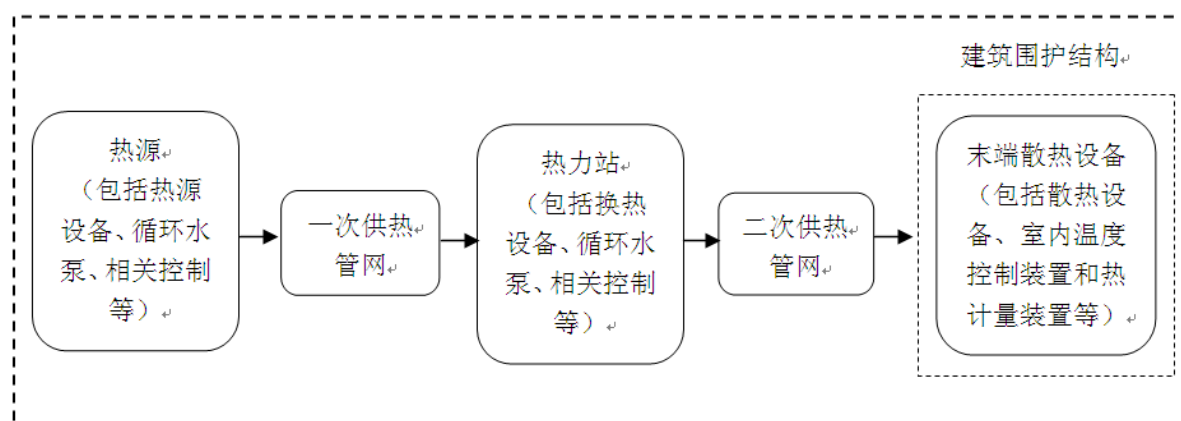 建筑围护结构
热源
（包括热源
设备、循环水
泵、相关控制
等）
一次供热
管网
热力站
（包括换热
设备、循环水
泵、相关控制
等）
二次供热
管网
末端散热设备
（包括散热设
备、室内温度
控制装置和热
计量装置等）